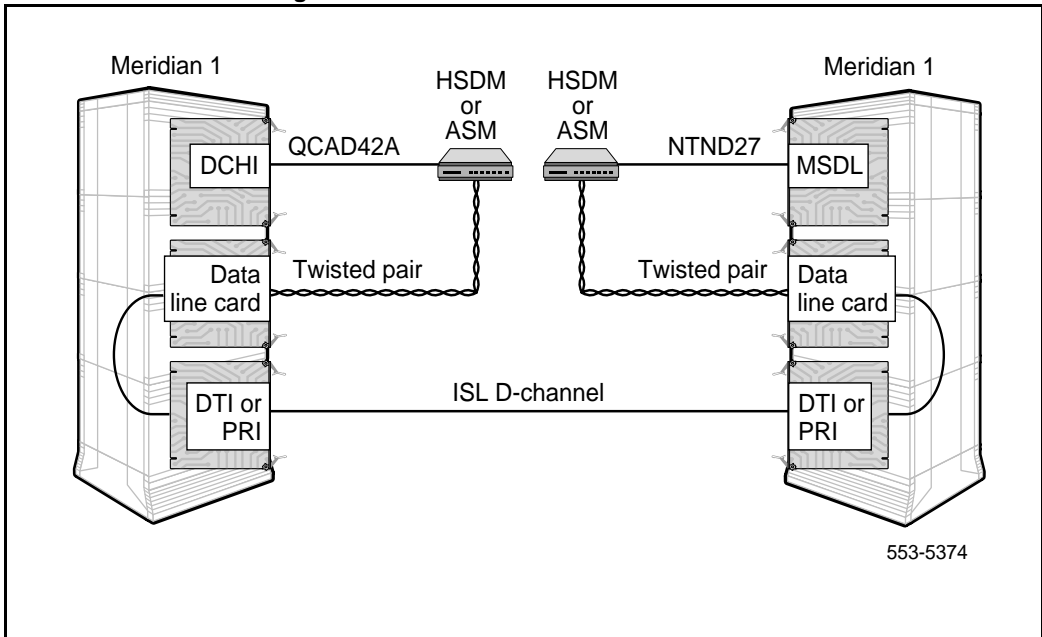 Meridian 1
HSDM
or
ASM
HSDM
or
ASM
Meridian 1
DCHI
QCAD42A
NTND27
MSDL
Data
line card
Twisted pair
Twisted pair
Data
line card
DTI or
PRI
ISL D-channel
DTI or
PRI
553-5374